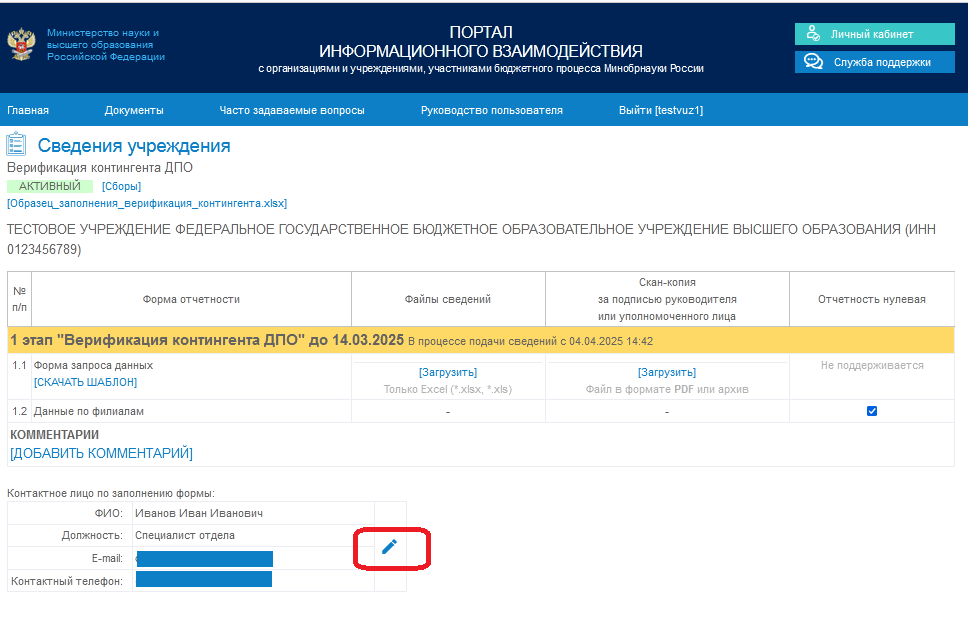 Министерство науки и
высшего образования
Российской Федерации
ПОРТАЛ
ИНФОРМАЦИОННОГО ВЗАИМОДЕЙСТВИЯ
с организациями и учреждениями, участниками бюджетного процесса Минобрнауки России
Личный кабинет
Служба поддержки
Главная Документы Часто задаваемые вопросы Руководство пользователя Выйти [testvuz1]
Сведения учреждения
Верификация контингента ДПО
АКТИВНЫЙ [Сборы]
[Образец_заполнения_верификация_контингента.xlsx]
ТЕСТОВОЕ УЧРЕЖДЕНИЕ ФЕДЕРАЛЬНОЕ ГОСУДАРСТВЕННОЕ БЮДЖЕТНОЕ ОБРАЗОВАТЕЛЬНОЕ УЧРЕЖДЕНИЕ ВЫСШЕГО ОБРАЗОВАНИЯ (ИНН
0123456789)
№
п/п
Форма отчетности
Файлы сведений
Скан-копия
за подписью руководителя
или уполномоченного лица
Отчетность нулевая
1 этап "Верификация контингента ДПО" до 14.03.2025 В процессе подачи сведений с 04.04.2025 14:42
1.1 Форма запроса данных
[СКАЧАТЬ ШАБЛОН]
[Загрузить]
Только Excel (*.xlsx, *.xls)
[Загрузить]
Файл в формате PDF или архив
Не поддерживается
1.2 Данные по филиалам - -
КОММЕНТАРИИ
[ДОБАВИТЬ КОММЕНТАРИЙ]
Контактное лицо по заполнению формы:
ФИО: Иванов Иван Иванович
Должность: Специалист отдела
E-mail:
Контактный телефон: